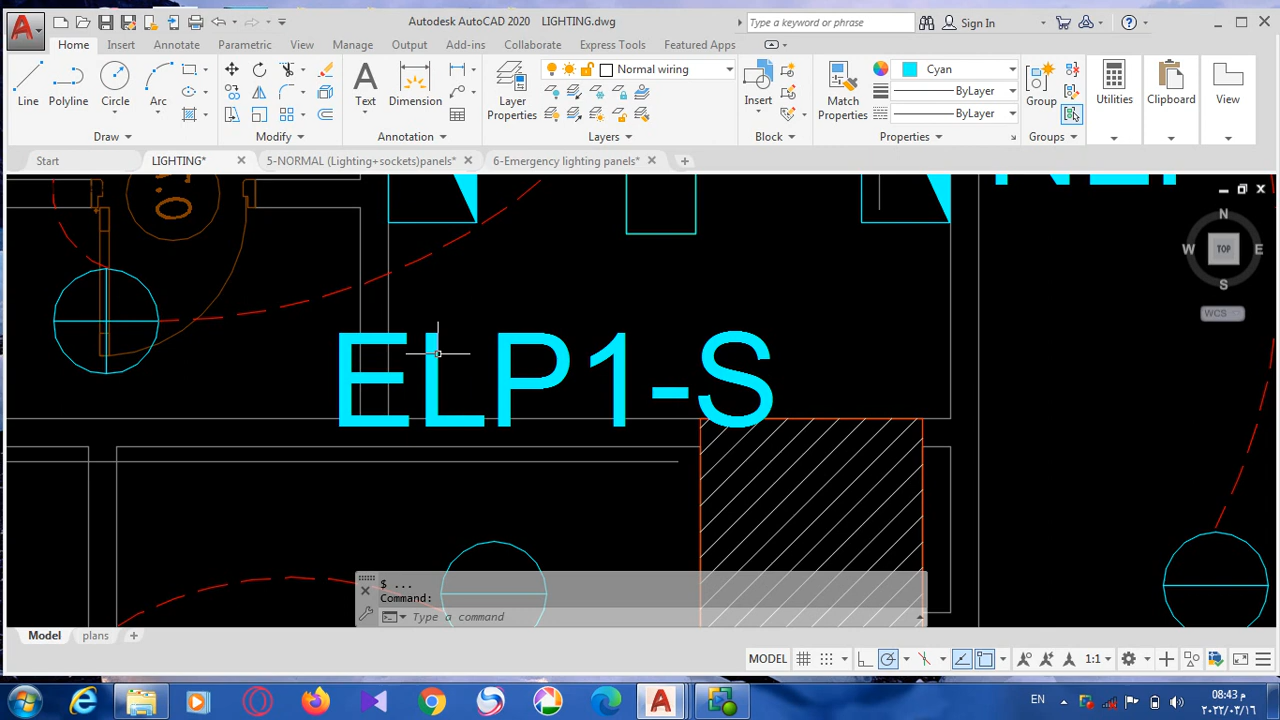 Autodesk AutoCAD 2020 LIGHTING.dwg
Type a keyword or phrase
Sign In
Home Insert Annotate Parametric View Manage Output Add-ins Collaborate Express Tools Featured Apps
Line Polyline Circle Arc
Text Dimension
Layer Properties
Normal wiring
Insert
Match Properties
Cyan
ByLayer
ByLayer
Group
Utilities Clipboard View
Draw Modify Annotation Layers Block Properties Groups
Start LIGHTING* 5-NORMAL (Lighting+sockets)panels* 6-Emergency lighting panels*
N
W TOP E
S
WCS
ELP1-S
$ ...
Command:
Type a command
Model plans
MODEL 1:1
EN
08:43 م
٢٠٢٢/٠٣/١٦